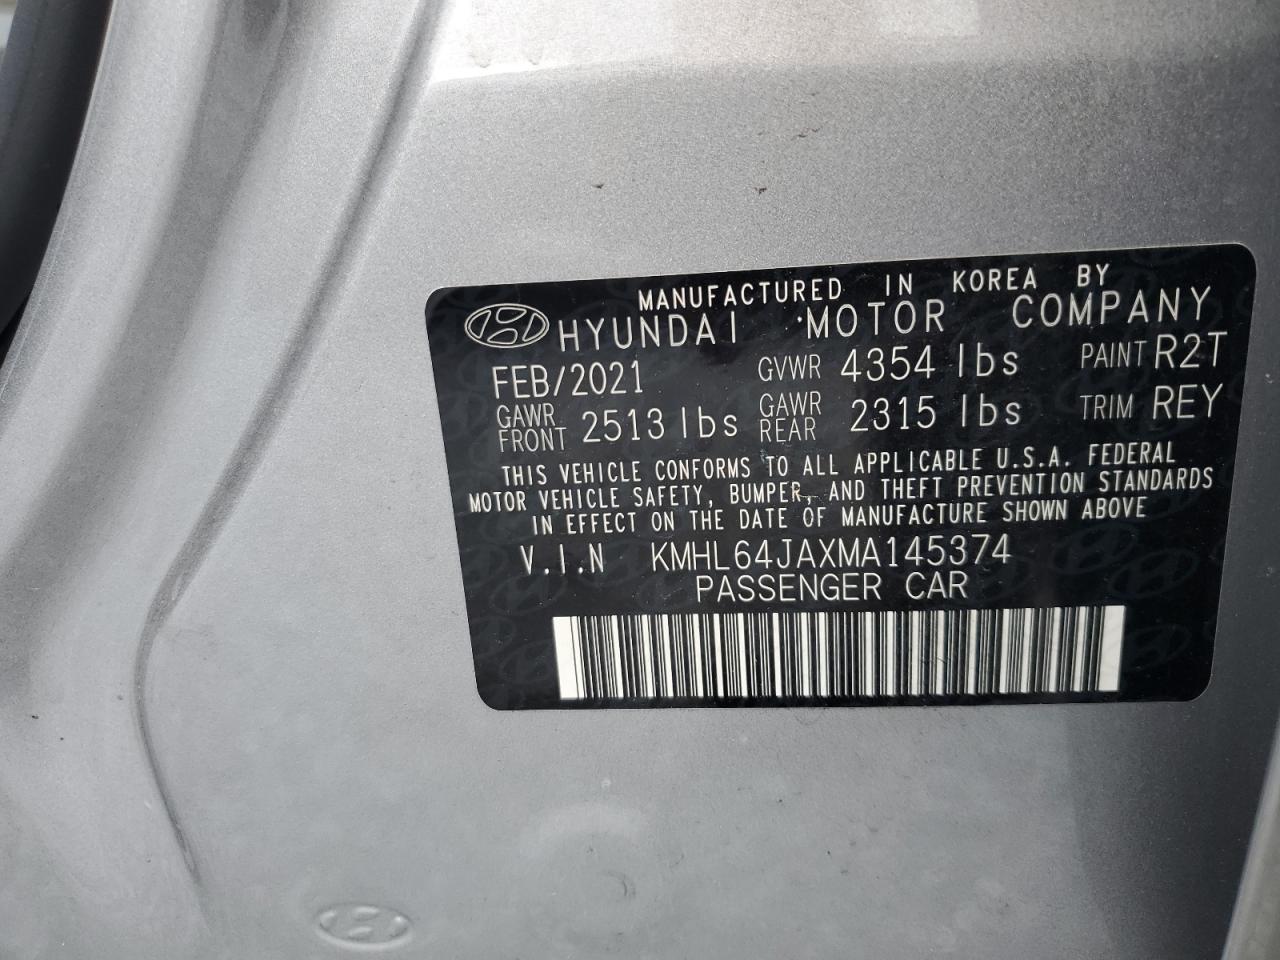 MANUFACTURED IN KOREA BY
HYUNDAI MOTOR COMPANY
FEB/2021 GVWR 4354 lbs PAINT R2T
GAWR FRONT 2513 lbs GAWR REAR 2315 lbs TRIM REY
THIS VEHICLE CONFORMS TO ALL APPLICABLE U.S.A. FEDERAL
MOTOR VEHICLE SAFETY, BUMPER, AND THEFT PREVENTION STANDARDS
IN EFFECT ON THE DATE OF MANUFACTURE SHOWN ABOVE
V.I.N KMHL64JAXMA145374
PASSENGER CAR